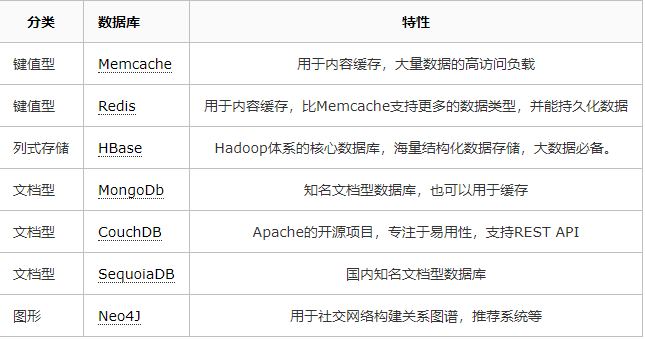 分类 数据库 特性
键值型 Memcache 用于内容缓存，大量数据的高访问负载
键值型 Redis 用于内容缓存，比Memcache支持更多的数据类型，并能持久化数据
列式存储 HBase Hadoop体系的核心数据库，海量结构化数据存储，大数据必备。
文档型 MongoDb 知名文档型数据库，也可以用于缓存
文档型 CouchDB Apache的开源项目，专注于易用性，支持REST API
文档型 SequoiaDB 国内知名文档型数据库
图形 Neo4J 用于社交网络构建关系图谱，推荐系统等